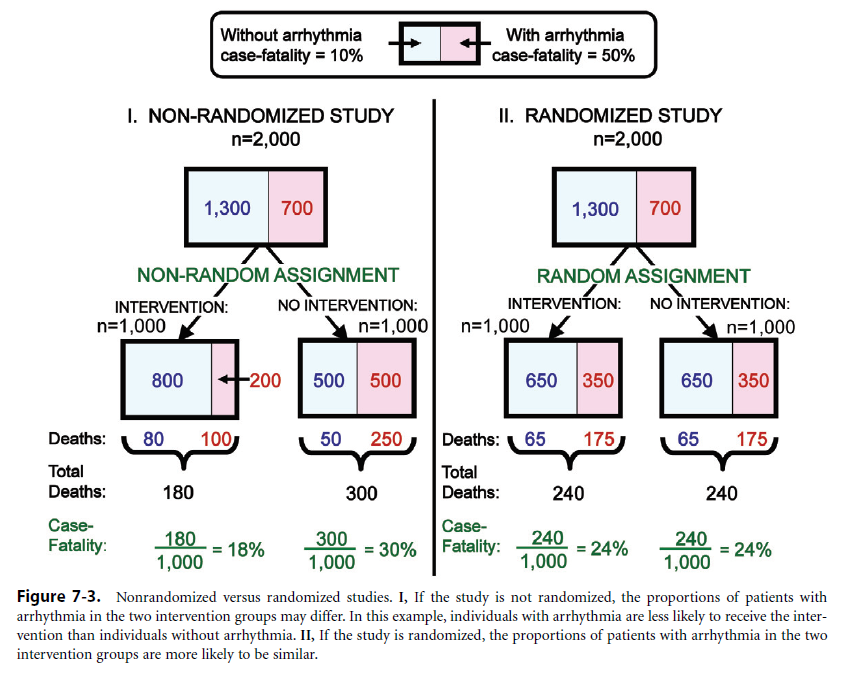 Without arrhythmia
case-fatality = 10%
With arrhythmia
case-fatality = 50%
I. NON-RANDOMIZED STUDY
n=2,000
1,300 700
NON-RANDOM ASSIGNMENT
INTERVENTION:
n=1,000
NO INTERVENTION:
n=1,000
800 200
500 500
Deaths: 80 100 50 250
Total
Deaths: 180 300
Case-
Fatality: 180/1,000 = 18% 300/1,000 = 30%
II. RANDOMIZED STUDY
n=2,000
1,300 700
RANDOM ASSIGNMENT
INTERVENTION:
n=1,000
NO INTERVENTION:
n=1,000
650 350
650 350
Deaths: 65 175 65 175
Total
Deaths: 240 240
Case-
Fatality: 240/1,000 = 24% 240/1,000 = 24%
Figure 7-3. Nonrandomized versus randomized studies. I, If the study is not randomized, the proportions of patients with
arrhythmia in the two intervention groups may differ. In this example, individuals with arrhythmia are less likely to receive the inter-
vention than individuals without arrhythmia. II, If the study is randomized, the proportions of patients with arrhythmia in the two
intervention groups are more likely to be similar.